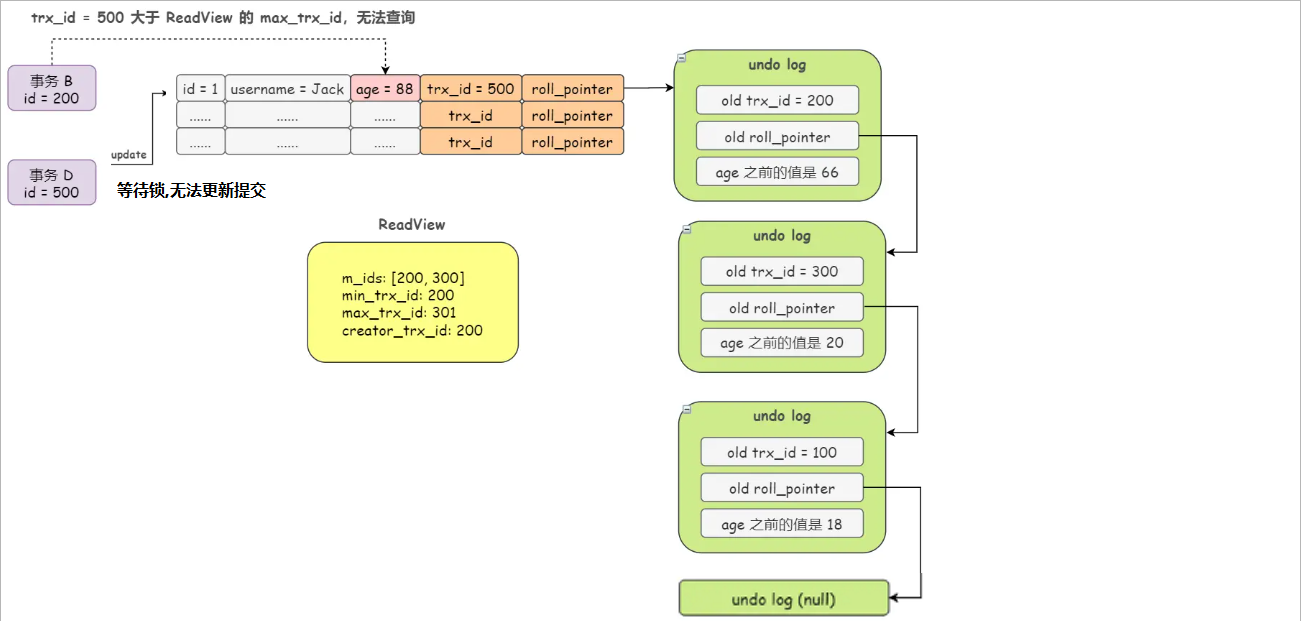 trx_id = 500 大于 ReadView 的 max_trx_id，无法查询
事务 B
id = 200
id = 1
username = Jack
age = 88
trx_id = 500
roll_pointer
......
......
......
trx_id
roll_pointer
......
......
......
trx_id
roll_pointer
update
事务 D
id = 500
等待锁,无法更新提交
ReadView
m_ids: [200, 300]
min_trx_id: 200
max_trx_id: 301
creator_trx_id: 200
undo log
old trx_id = 200
old roll_pointer
age 之前的值是 66
undo log
old trx_id = 300
old roll_pointer
age 之前的值是 20
undo log
old trx_id = 100
old roll_pointer
age 之前的值是 18
undo log (null)